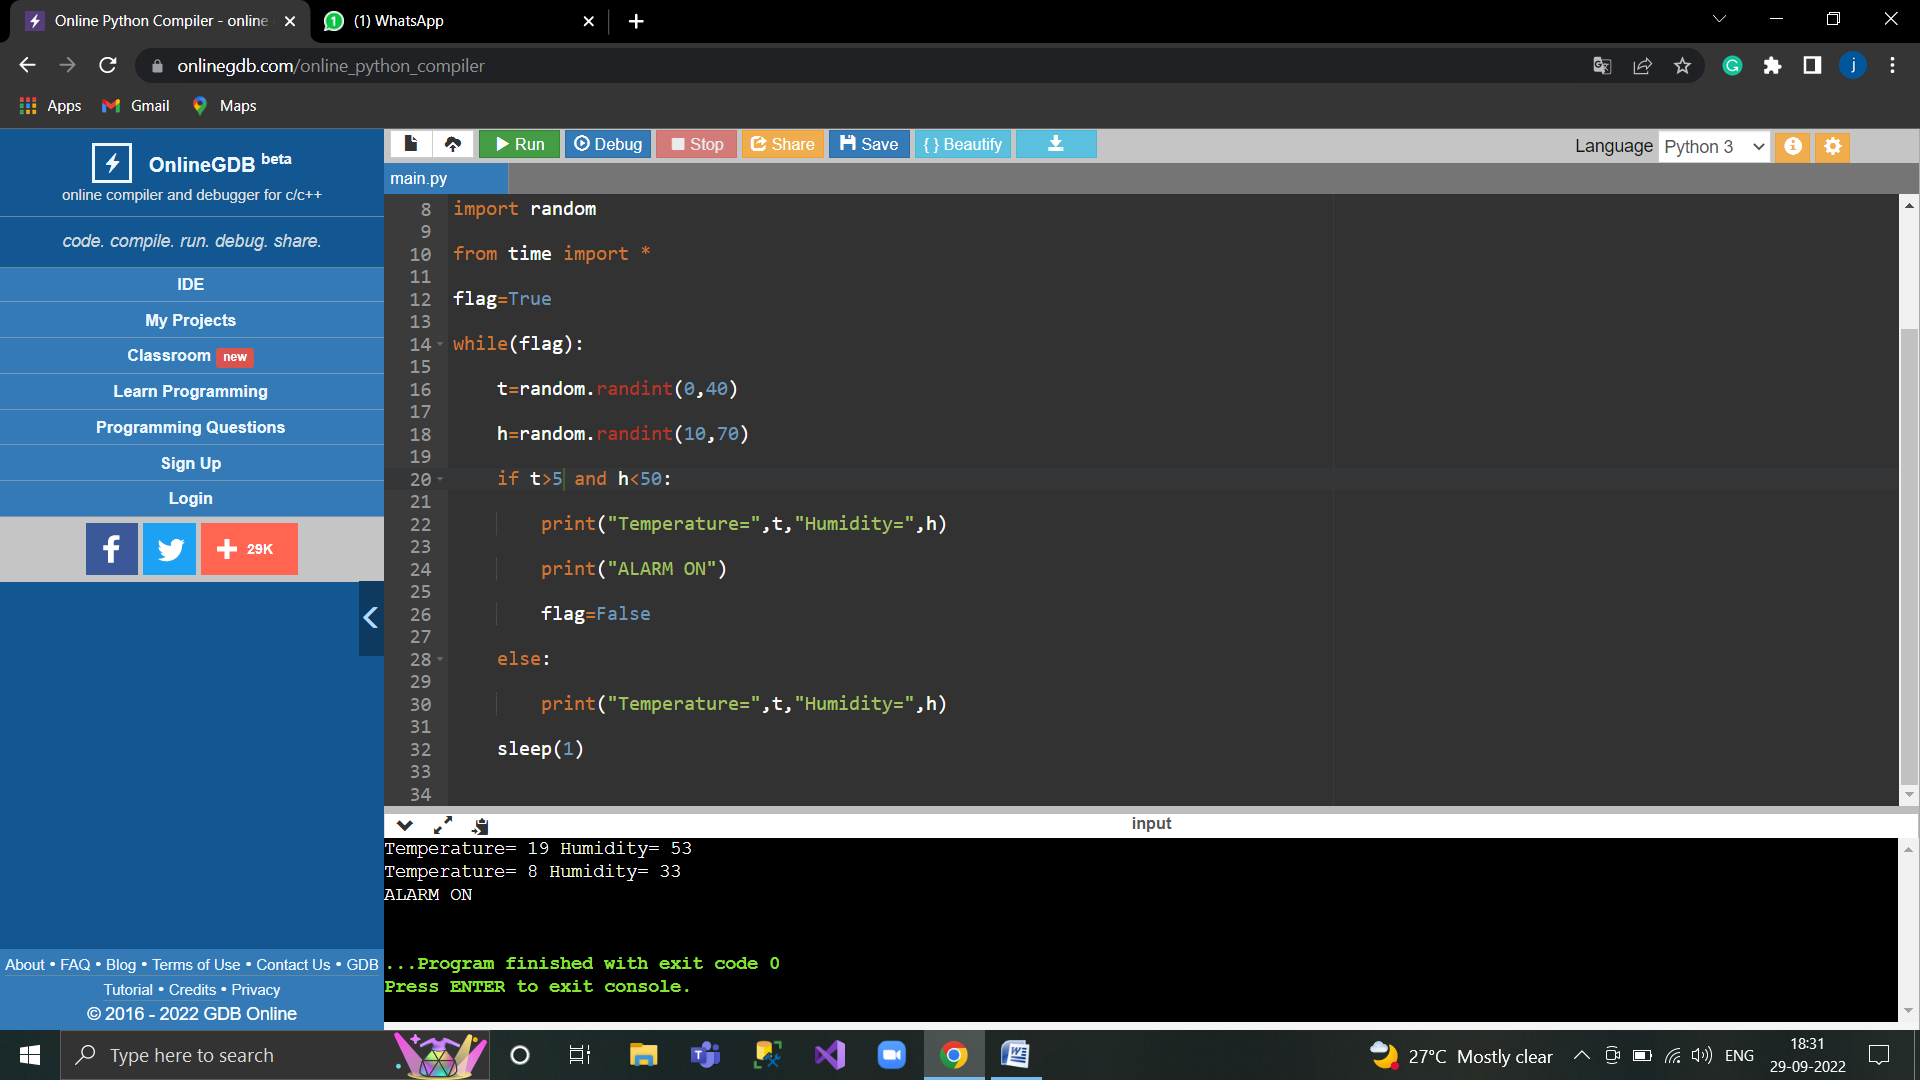 Online Python Compiler - online
(1) WhatsApp
onlinegdb.com/online_python_compiler
j
Apps Gmail Maps
OnlineGDB beta
online compiler and debugger for c/c++
code. compile. run. debug. share.
IDE
My Projects
Classroom new
Learn Programming
Programming Questions
Sign Up
Login
29K
About • FAQ • Blog • Terms of Use • Contact Us • GDB
Tutorial • Credits • Privacy
© 2016 - 2022 GDB Online
Run Debug Stop Share Save { } Beautify
Language Python 3
main.py
8 import random
9
10 from time import *
11
12 flag=True
13
14 while(flag):
15
16 t=random.randint(0,40)
17
18 h=random.randint(10,70)
19
20 if t>5 and h<50:
21
22 print("Temperature=",t,"Humidity=",h)
23
24 print("ALARM ON")
25
26 flag=False
27
28 else:
29
30 print("Temperature=",t,"Humidity=",h)
31
32 sleep(1)
33
34
input
Temperature= 19 Humidity= 53
Temperature= 8 Humidity= 33
ALARM ON
...Program finished with exit code 0
Press ENTER to exit console.
Type here to search
27°C Mostly clear
ENG
18:31
29-09-2022